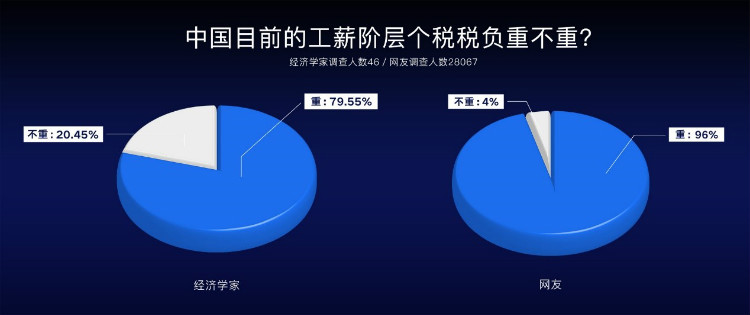 中国目前的工薪阶层个税税负重不重？
经济学家调查人数46 / 网友调查人数28067
重：79.55%
不重：20.45%
不重：4%
重：96%
经济学家
网友